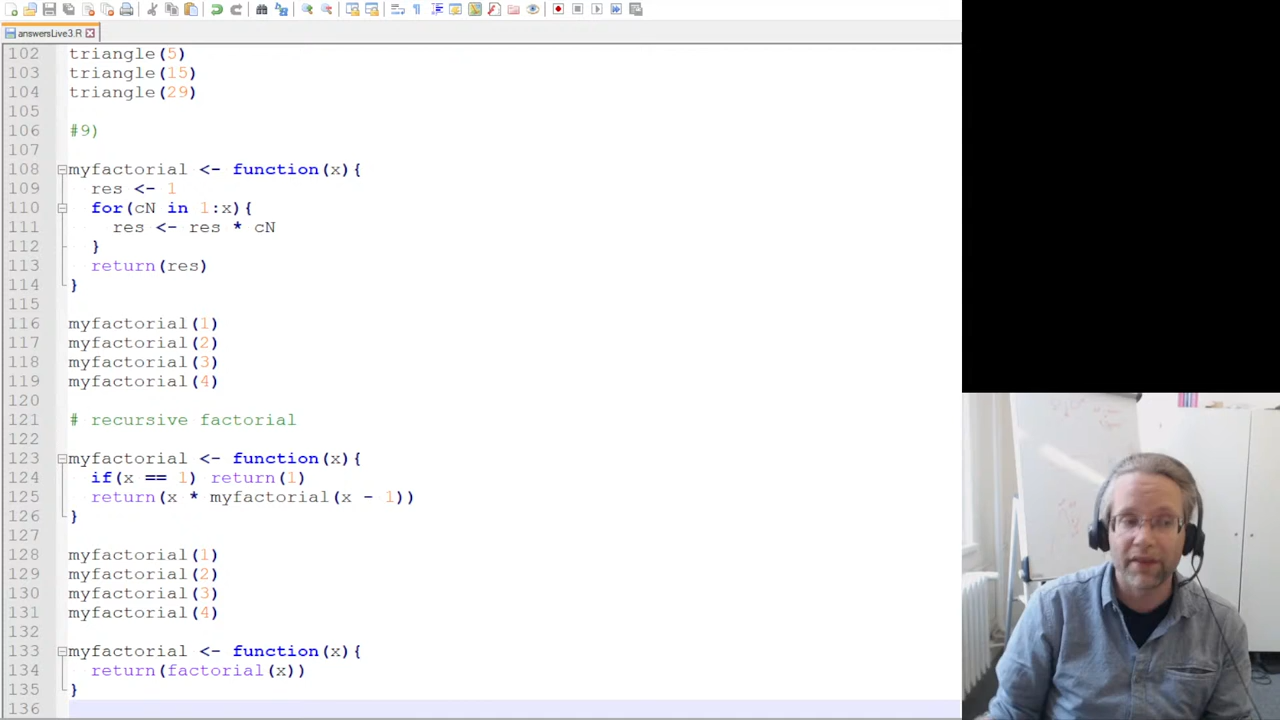 answersLive3.R
102 triangle(5)
103 triangle(15)
104 triangle(29)
105
106 #9)
107
108 myfactorial <- function(x){
109   res <- 1
110   for(cN in 1:x){
111     res <- res * cN
112   }
113   return(res)
114 }
115
116 myfactorial(1)
117 myfactorial(2)
118 myfactorial(3)
119 myfactorial(4)
120
121 # recursive factorial
122
123 myfactorial <- function(x){
124   if(x == 1) return(1)
125   return(x * myfactorial(x - 1))
126 }
127
128 myfactorial(1)
129 myfactorial(2)
130 myfactorial(3)
131 myfactorial(4)
132
133 myfactorial <- function(x){
134   return(factorial(x))
135 }
136